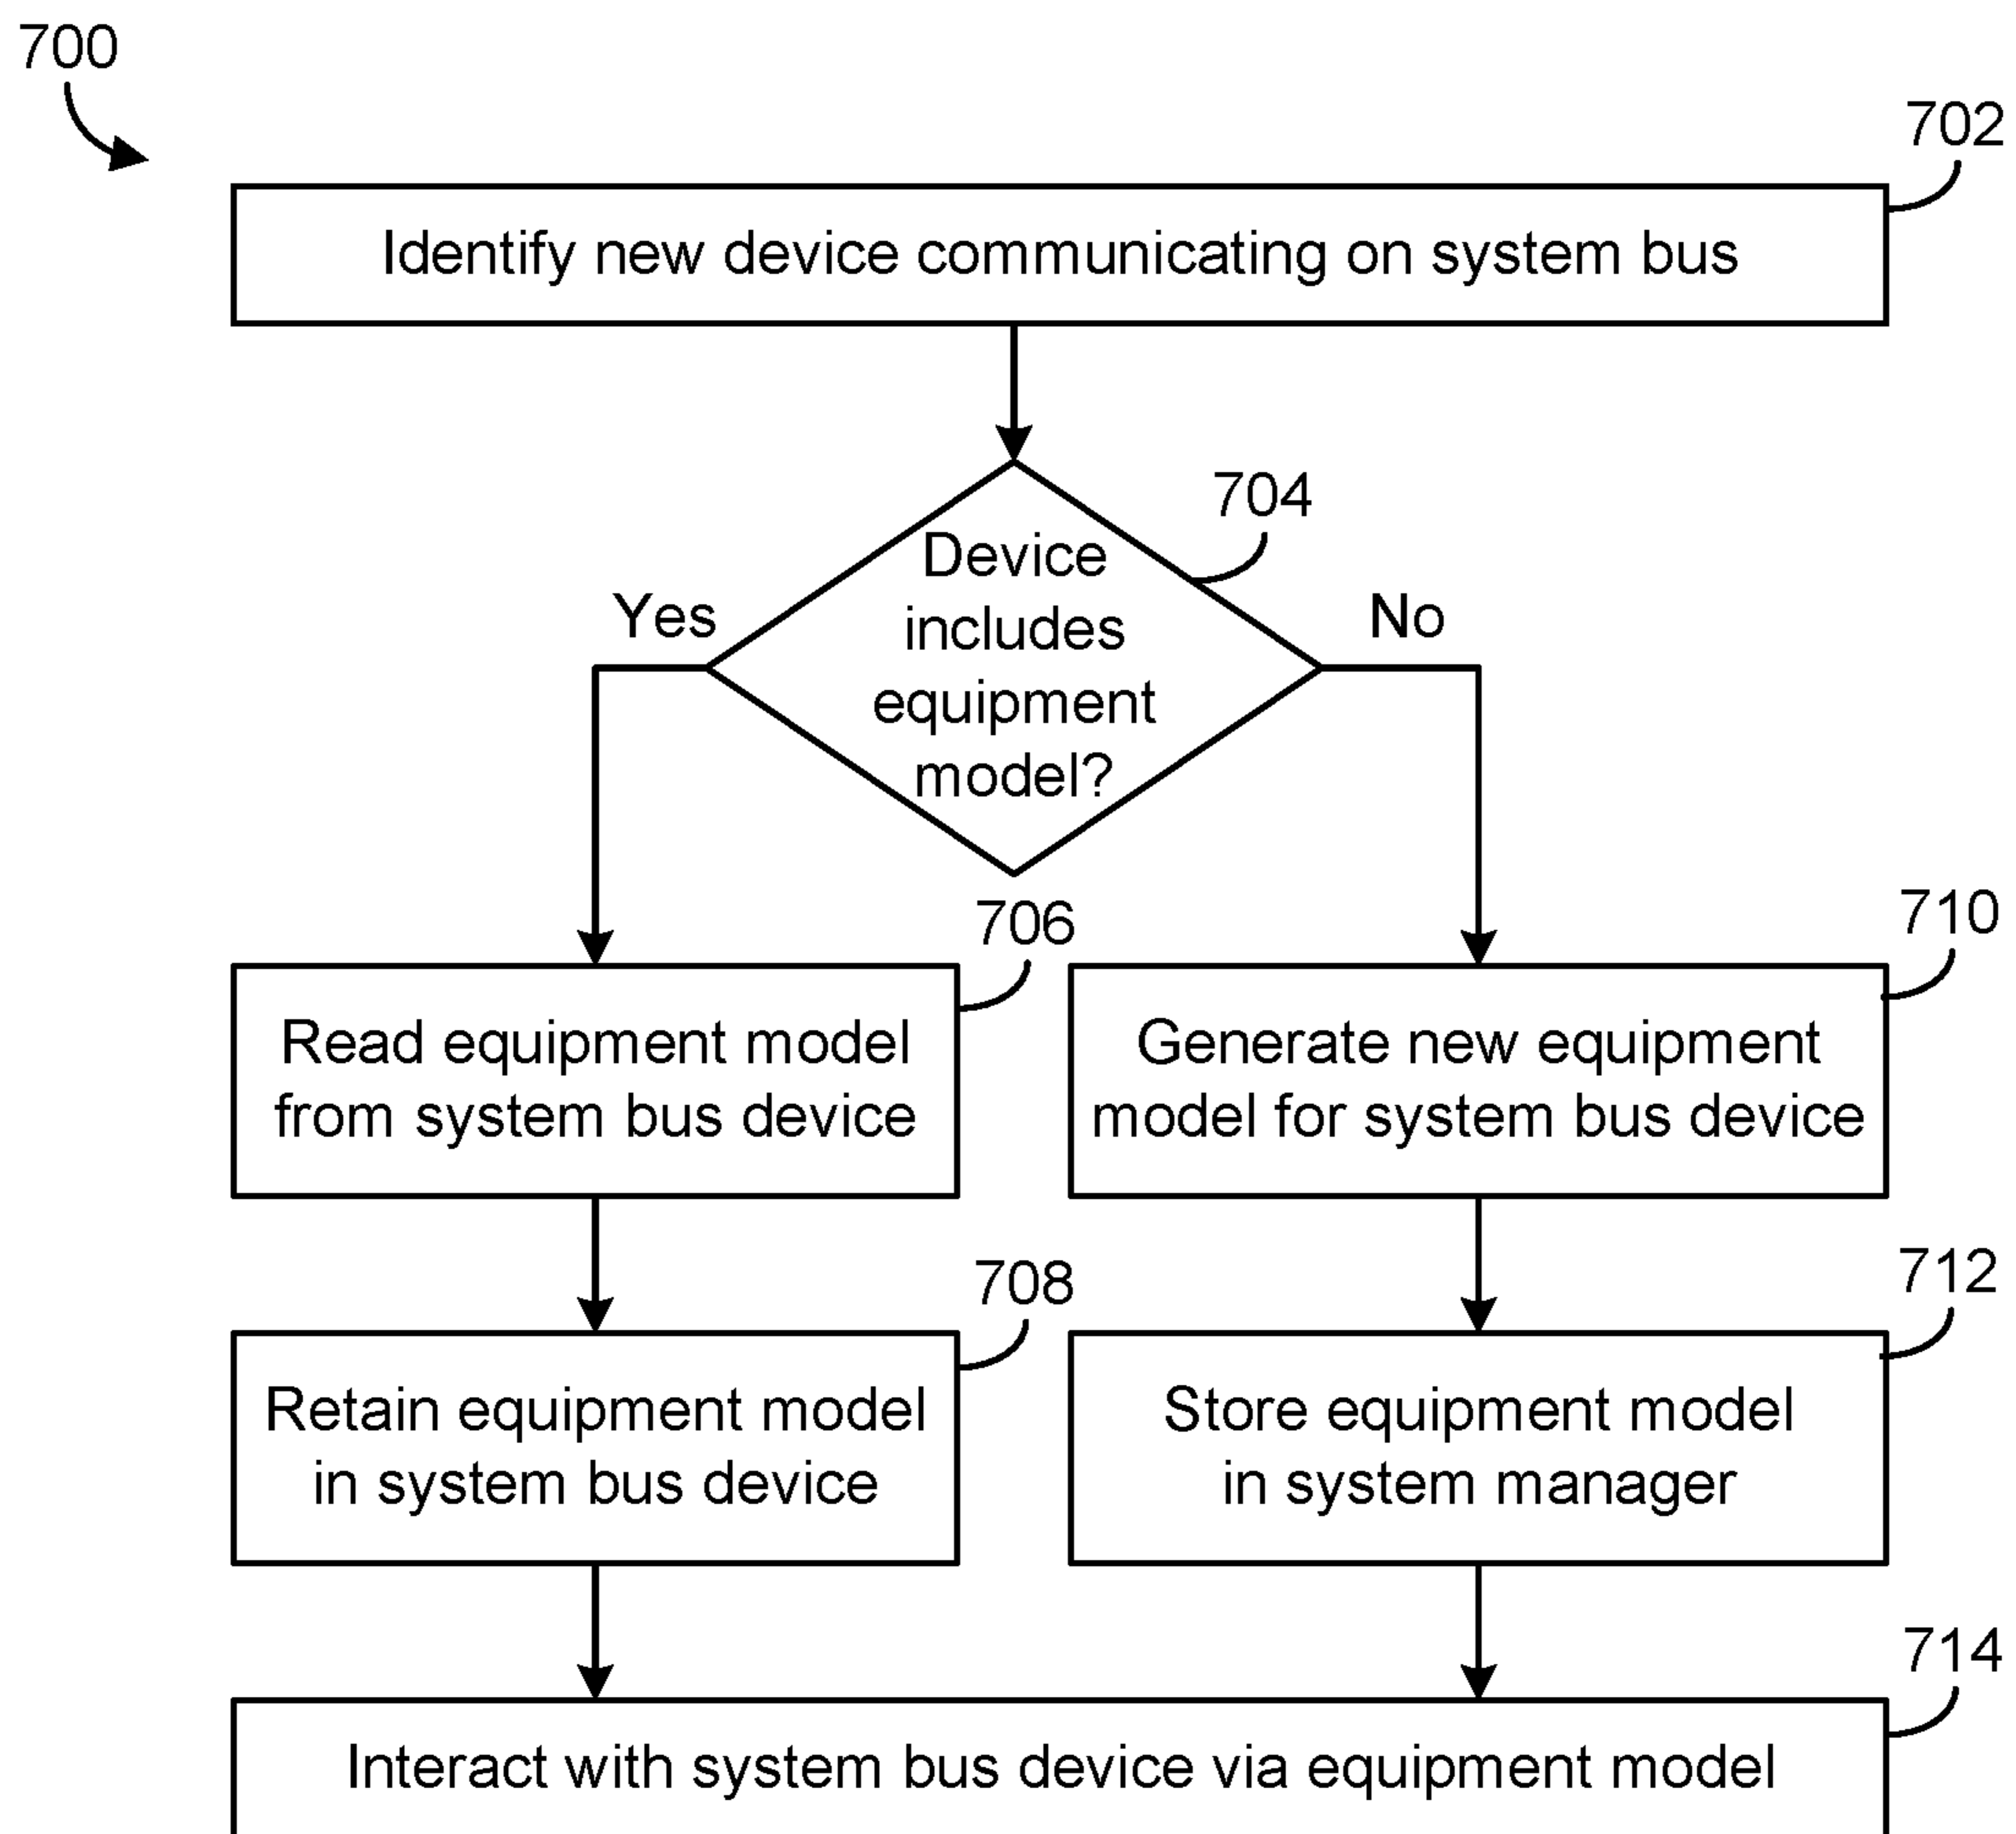 700
702
Identify new device communicating on system bus
704
Device
includes
equipment
model?
Yes
No
706
710
Read equipment model
from system bus device
Generate new equipment
model for system bus device
708
712
Retain equipment model
in system bus device
Store equipment model
in system manager
714
Interact with system bus device via equipment model